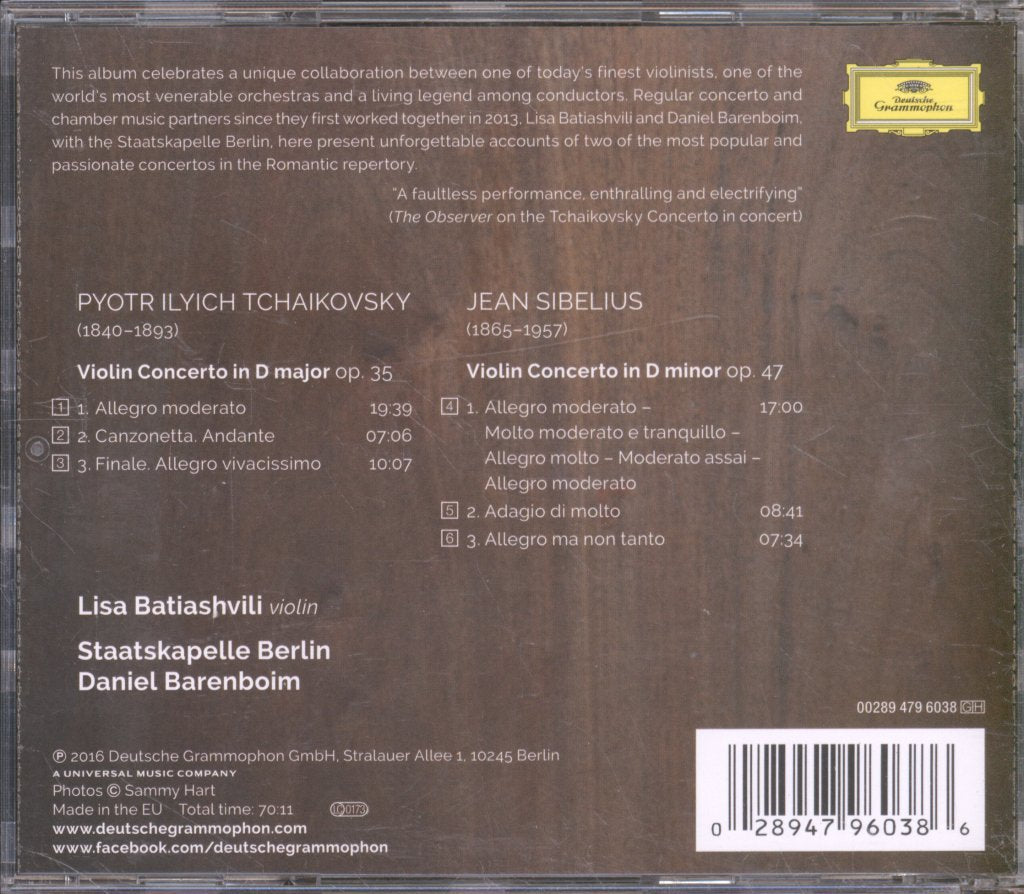 This album celebrates a unique collaboration between one of today's finest violinists, one of the
world's most venerable orchestras and a living legend among conductors. Regular concerto and
chamber music partners since they first worked together in 2013, Lisa Batiashvili and Daniel Barenboim,
with the Staatskapelle Berlin, here present unforgettable accounts of two of the most popular and
passionate concertos in the Romantic repertory.
"A faultless performance, enthralling and electrifying"
(The Observer on the Tchaikovsky Concerto in concert)
Deutsche
Grammophon
PYOTR ILYICH TCHAIKOVSKY
(1840–1893)
Violin Concerto in D major op. 35
1 1. Allegro moderato 19:39
2 2. Canzonetta. Andante 07:06
3 3. Finale. Allegro vivacissimo 10:07
JEAN SIBELIUS
(1865–1957)
Violin Concerto in D minor op. 47
4 1. Allegro moderato – 17:00
Molto moderato e tranquillo –
Allegro molto – Moderato assai –
Allegro moderato
5 2. Adagio di molto 08:41
6 3. Allegro ma non tanto 07:34
Lisa Batiashvili violin
Staatskapelle Berlin
Daniel Barenboim
℗ 2016 Deutsche Grammophon GmbH, Stralauer Allee 1, 10245 Berlin
A UNIVERSAL MUSIC COMPANY
Photos © Sammy Hart
Made in the EU Total time: 70:11 LC 0173
www.deutschegrammophon.com
www.facebook.com/deutschegrammophon
00289 479 6038 GH
0 28947 96038 6